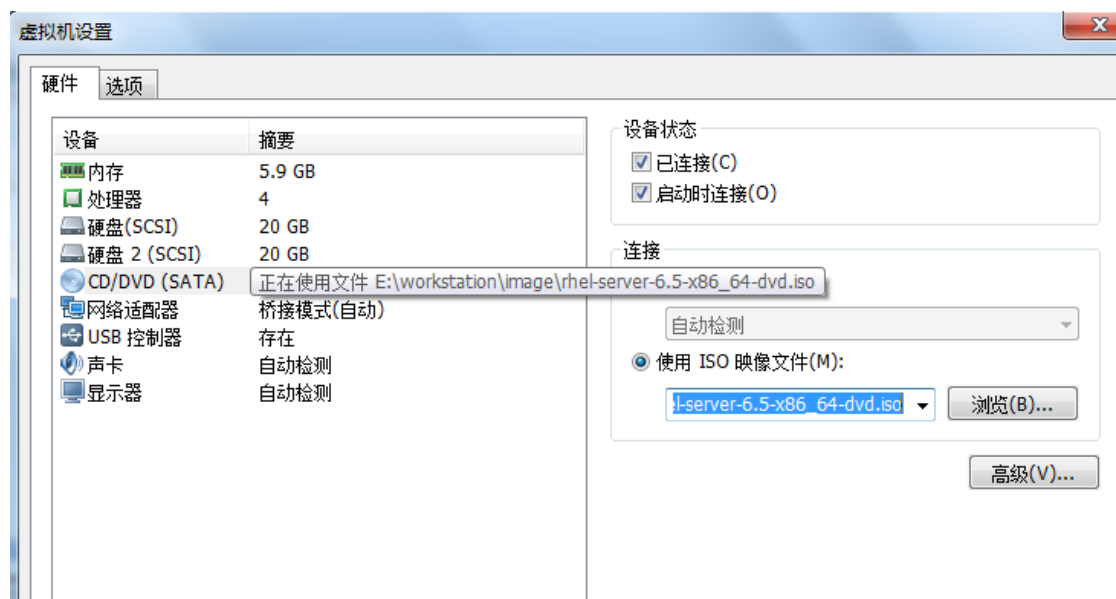 虚拟机设置
硬件
选项
设备 摘要
内存 5.9 GB
处理器 4
硬盘(SCSI) 20 GB
硬盘 2 (SCSI) 20 GB
CD/DVD (SATA) 正在使用文件 E:\workstation\image\rhel-server-6.5-x86_64-dvd.iso
网络适配器 桥接模式(自动)
USB 控制器 存在
声卡 自动检测
显示器 自动检测
设备状态
已连接(C)
启动时连接(O)
连接
自动检测
使用 ISO 映像文件(M):
l-server-6.5-x86_64-dvd.iso 浏览(B)...
高级(V)...